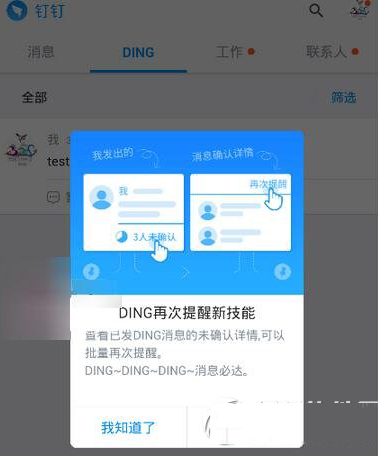 钉钉
消息 DING 工作 联系人
全部 筛选
我
test
我发出的 消息确认详情
我 再次提醒
3人未确认
DING再次提醒新技能
查看已发DING消息的未确认详情,可以
批量再次提醒。
DING~DING~DING~消息必达。
我知道了